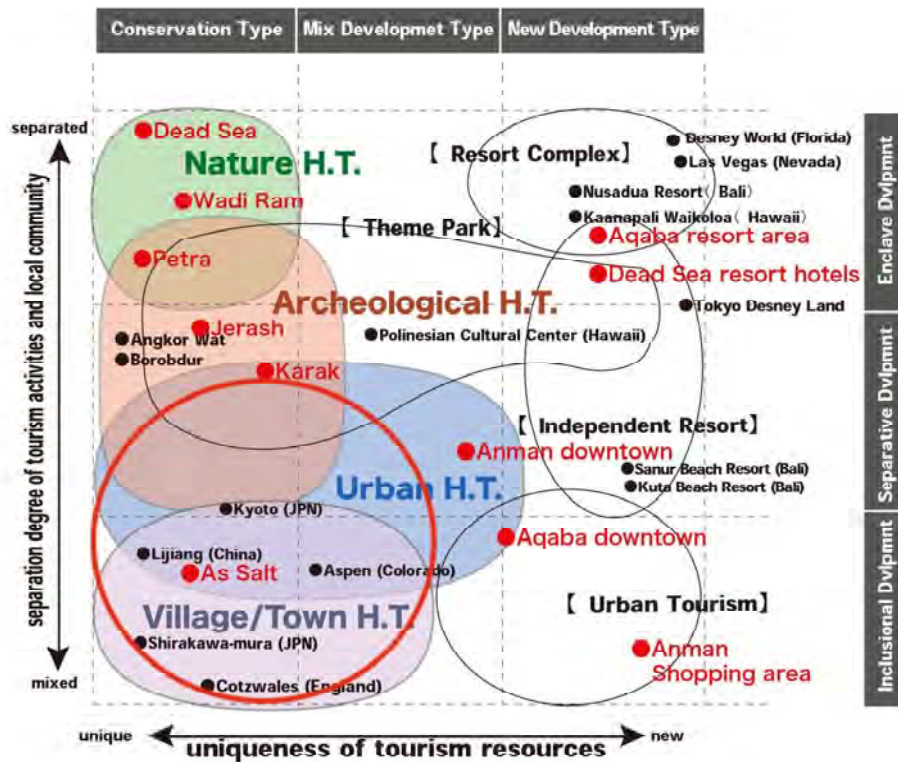 Conservation Type
Mix Developmet Type
New Development Type
separated
Dead Sea
Nature H.T.
【 Resort Complex】
Desney World (Florida)
Las Vegas (Nevada)
Wadi Ram
Nusadua Resort( Bali)
【 Theme Park】
Kaanapali Waikoloa( Hawaii)
Aqaba resort area
Petra
Dead Sea resort hotels
Archeological H.T.
Tokyo Desney Land
Jerash
Angkor Wat
Polinesian Cultural Center (Hawaii)
Borobdur
Karak
【 Independent Resort】
Anman downtown
Sanur Beach Resort (Bali)
Urban H.T.
Kuta Beach Resort (Bali)
Kyoto (JPN)
Aqaba downtown
Lijiang (China)
As Salt
Aspen (Colorado)
【 Urban Tourism】
Village/Town H.T.
Shirakawa-mura (JPN)
Anman
Shopping area
Cotzwales (England)
mixed
separation degree of tourism activities and local community
Enclave Dvlpmnt
Separative Dvlpmnt
Inclusional Dvlpmnt
unique
uniqueness of tourism resources
new